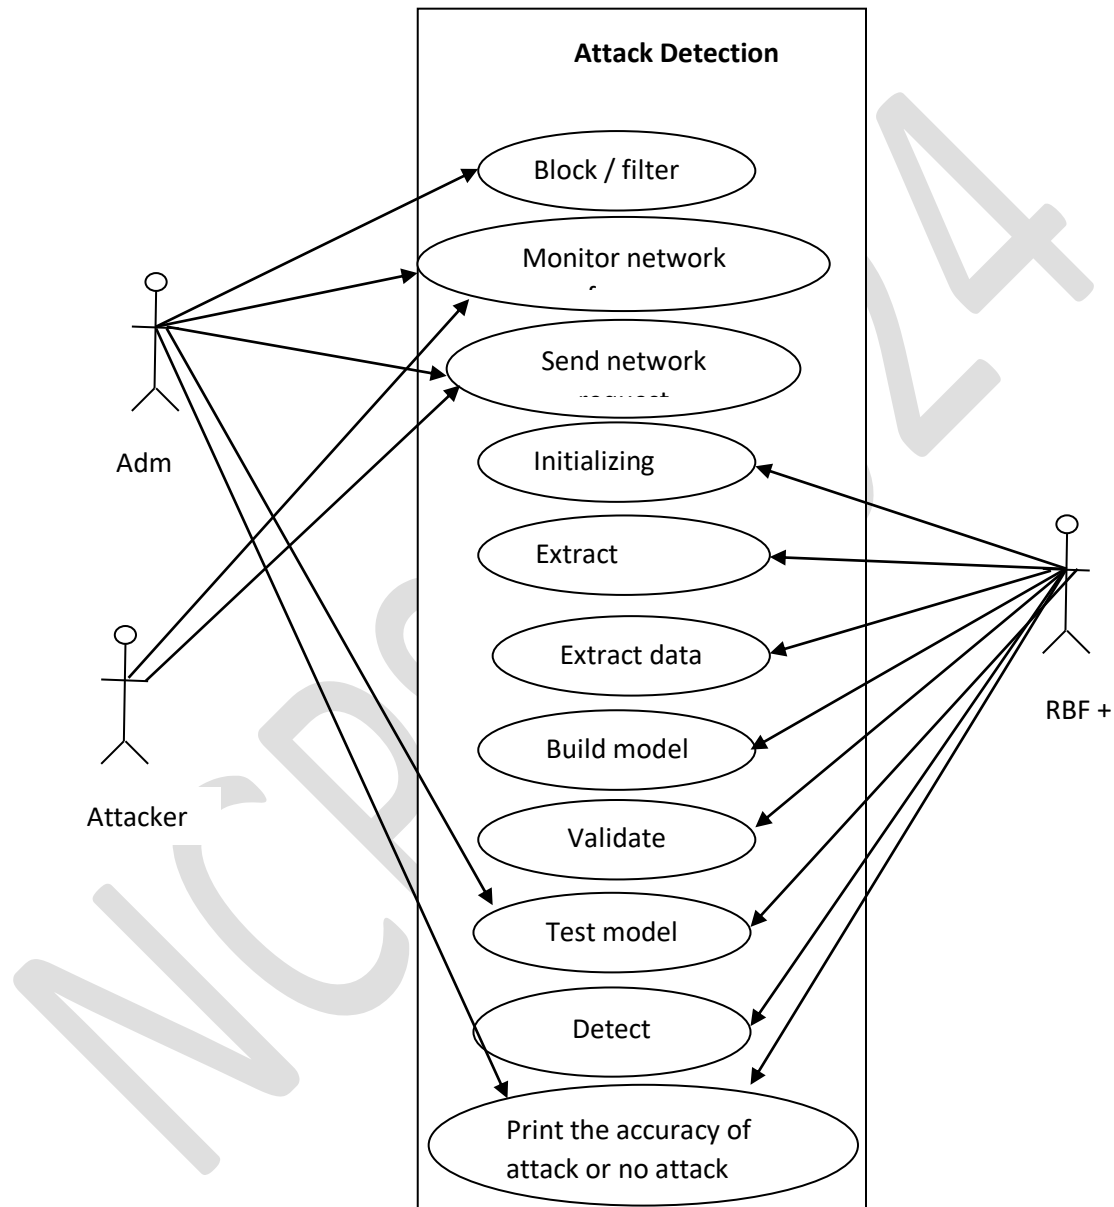 Attack Detection
Block / filter
Monitor network
Send network
request
Initializing
Extract
Extract data
Build model
Validate
Test model
Detect
Print the accuracy of
attack or no attack
Adm
Attacker
RBF +